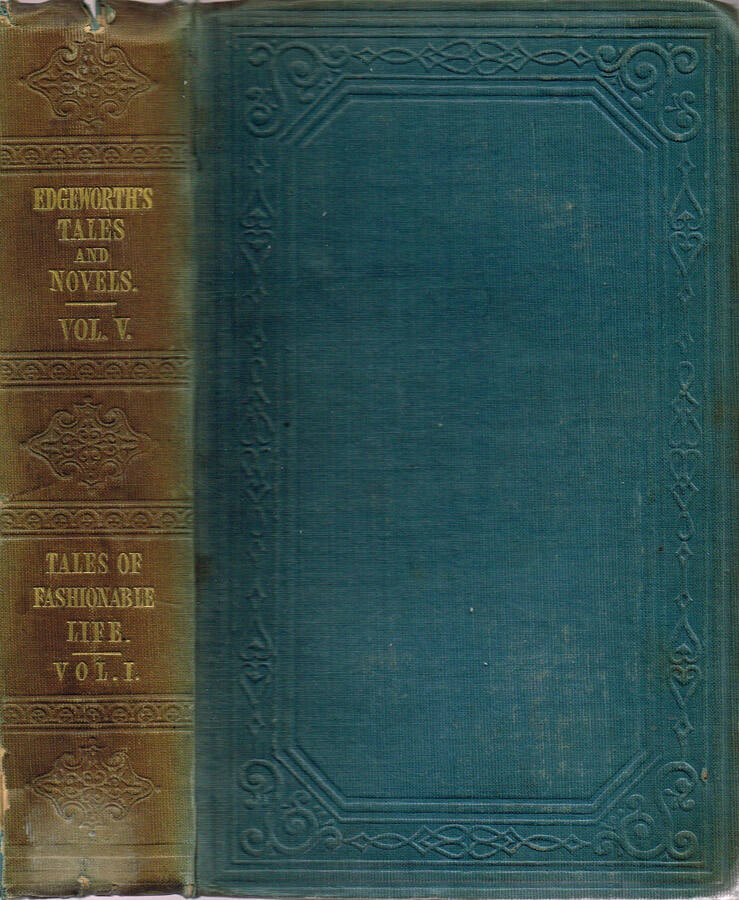 EDGEWORTH'S
TALES
AND
NOVELS.
VOL. V.
TALES OF
FASHIONABLE
LIFE.
VOL. I.